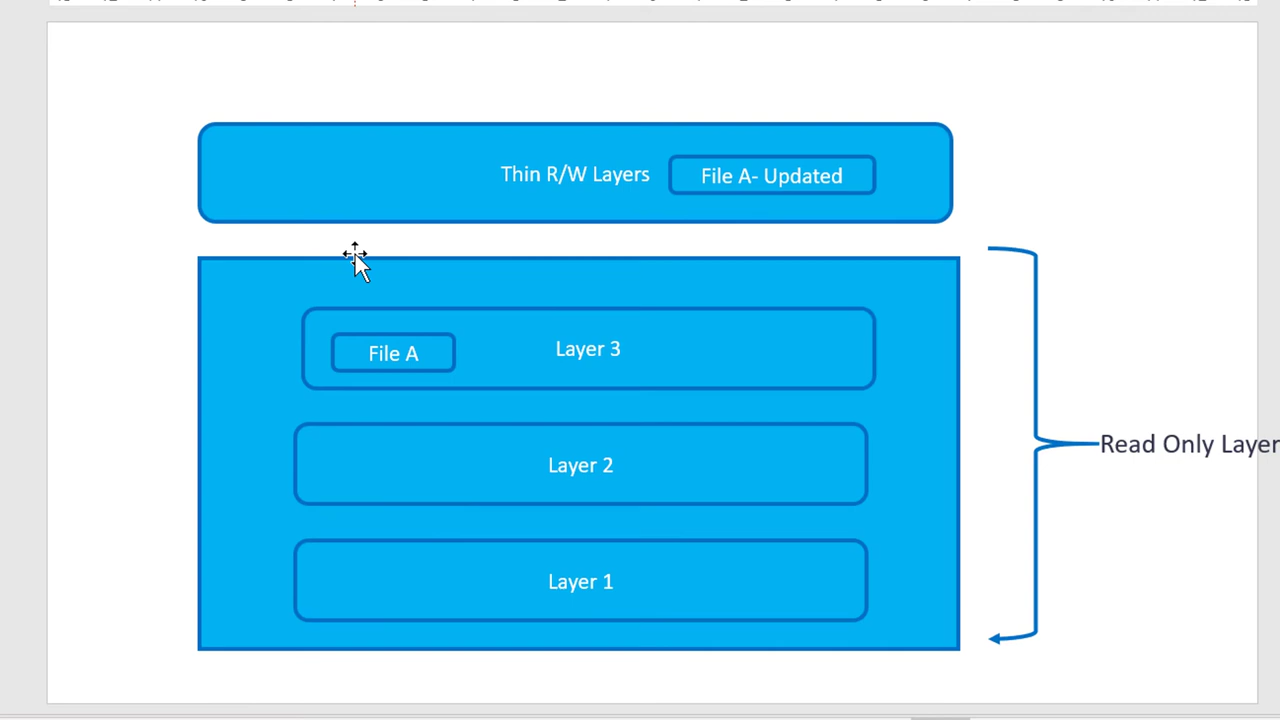 Thin R/W Layers
File A- Updated
File A
Layer 3
Layer 2
Read Only Layer
Layer 1